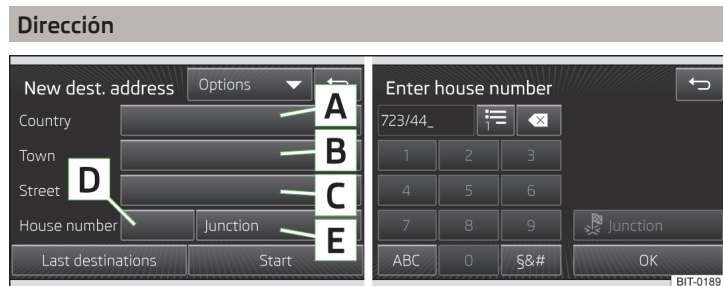 Dirección
New dest. address Options
Country A
Town B
Street D C
House number Junction E
Last destinations Start
Enter house number
723/44_ 1
1 2 3
4 5 6
7 8 9 Junction
ABC 0 §&# OK
BIT-0189